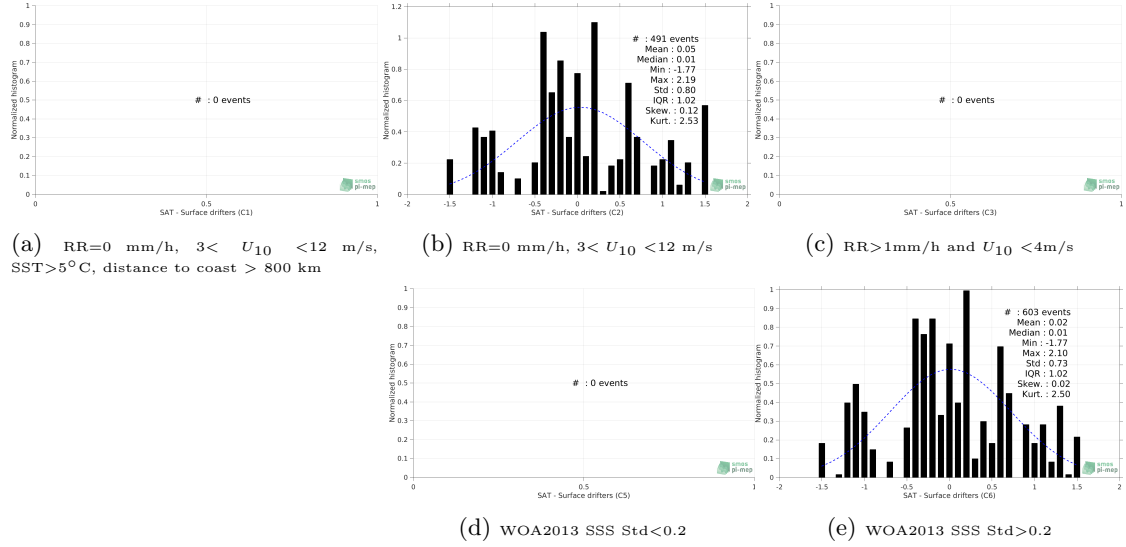 1
0.9
0.8
0.7
0.6
0.5
0.4
0.3
0.2
0.1
0
Normalized histogram
# : 0 events
0 0.5 1
SAT - Surface drifters (C1)
smos
pi-mep
(a) RR=0 mm/h, 3< U10 <12 m/s,
SST>5°C, distance to coast > 800 km
1.2
1
0.8
0.6
0.4
0.2
0
Normalized histogram
# : 491 events
Mean : 0.05
Median : 0.01
Min : -1.77
Max : 2.19
Std : 0.80
IQR : 1.02
Skew. : 0.12
Kurt. : 2.53
-2 -1.5 -1 -0.5 0 0.5 1 1.5 2
SAT - Surface drifters (C2)
smos
pi-mep
(b) RR=0 mm/h, 3< U10 <12 m/s
1
0.9
0.8
0.7
0.6
0.5
0.4
0.3
0.2
0.1
0
Normalized histogram
# : 0 events
0 0.5 1
SAT - Surface drifters (C3)
smos
pi-mep
(c) RR>1mm/h and U10 <4m/s
1
0.9
0.8
0.7
0.6
0.5
0.4
0.3
0.2
0.1
0
Normalized histogram
# : 0 events
0 0.5 1
SAT - Surface drifters (C5)
smos
pi-mep
(d) WOA2013 SSS Std<0.2
1
0.9
0.8
0.7
0.6
0.5
0.4
0.3
0.2
0.1
0
Normalized histogram
# : 603 events
Mean : 0.02
Median : 0.01
Min : -1.77
Max : 2.10
Std : 0.73
IQR : 1.02
Skew. : 0.02
Kurt. : 2.50
-2 -1.5 -1 -0.5 0 0.5 1 1.5 2
SAT - Surface drifters (C6)
smos
pi-mep
(e) WOA2013 SSS Std>0.2